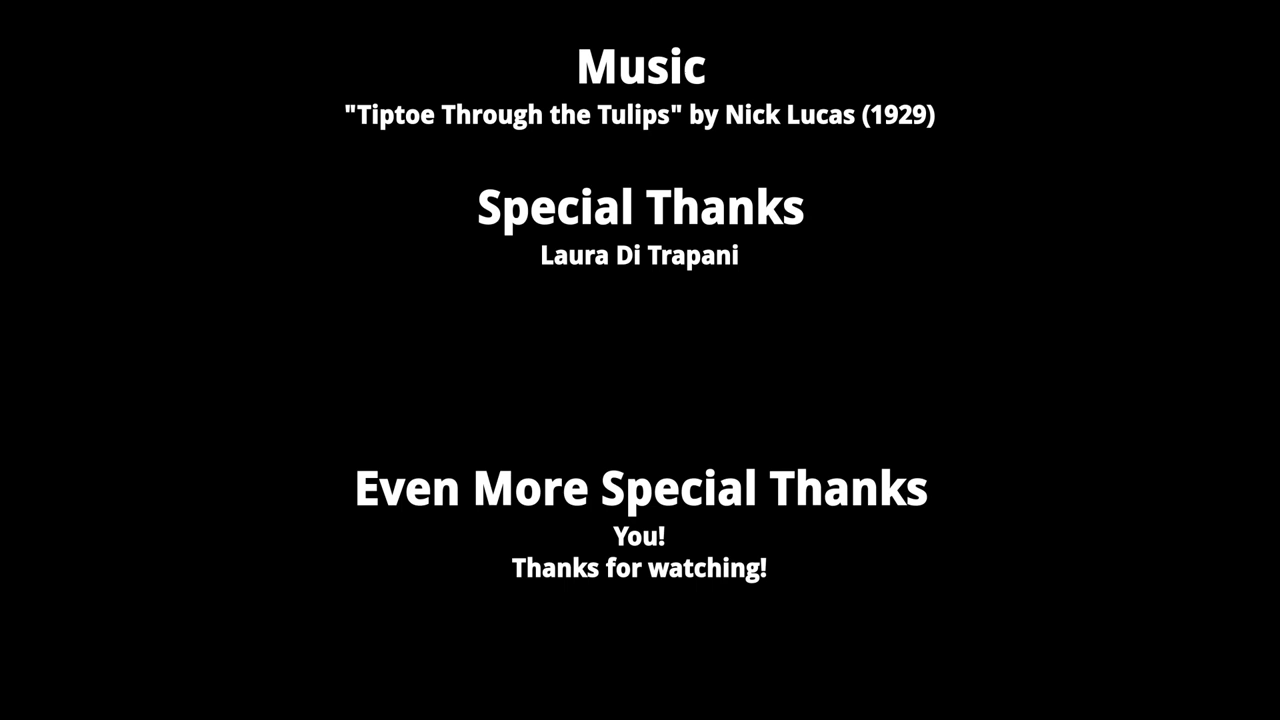 Music
"Tiptoe Through the Tulips" by Nick Lucas (1929)
Special Thanks
Laura Di Trapani
Even More Special Thanks
You!
Thanks for watching!